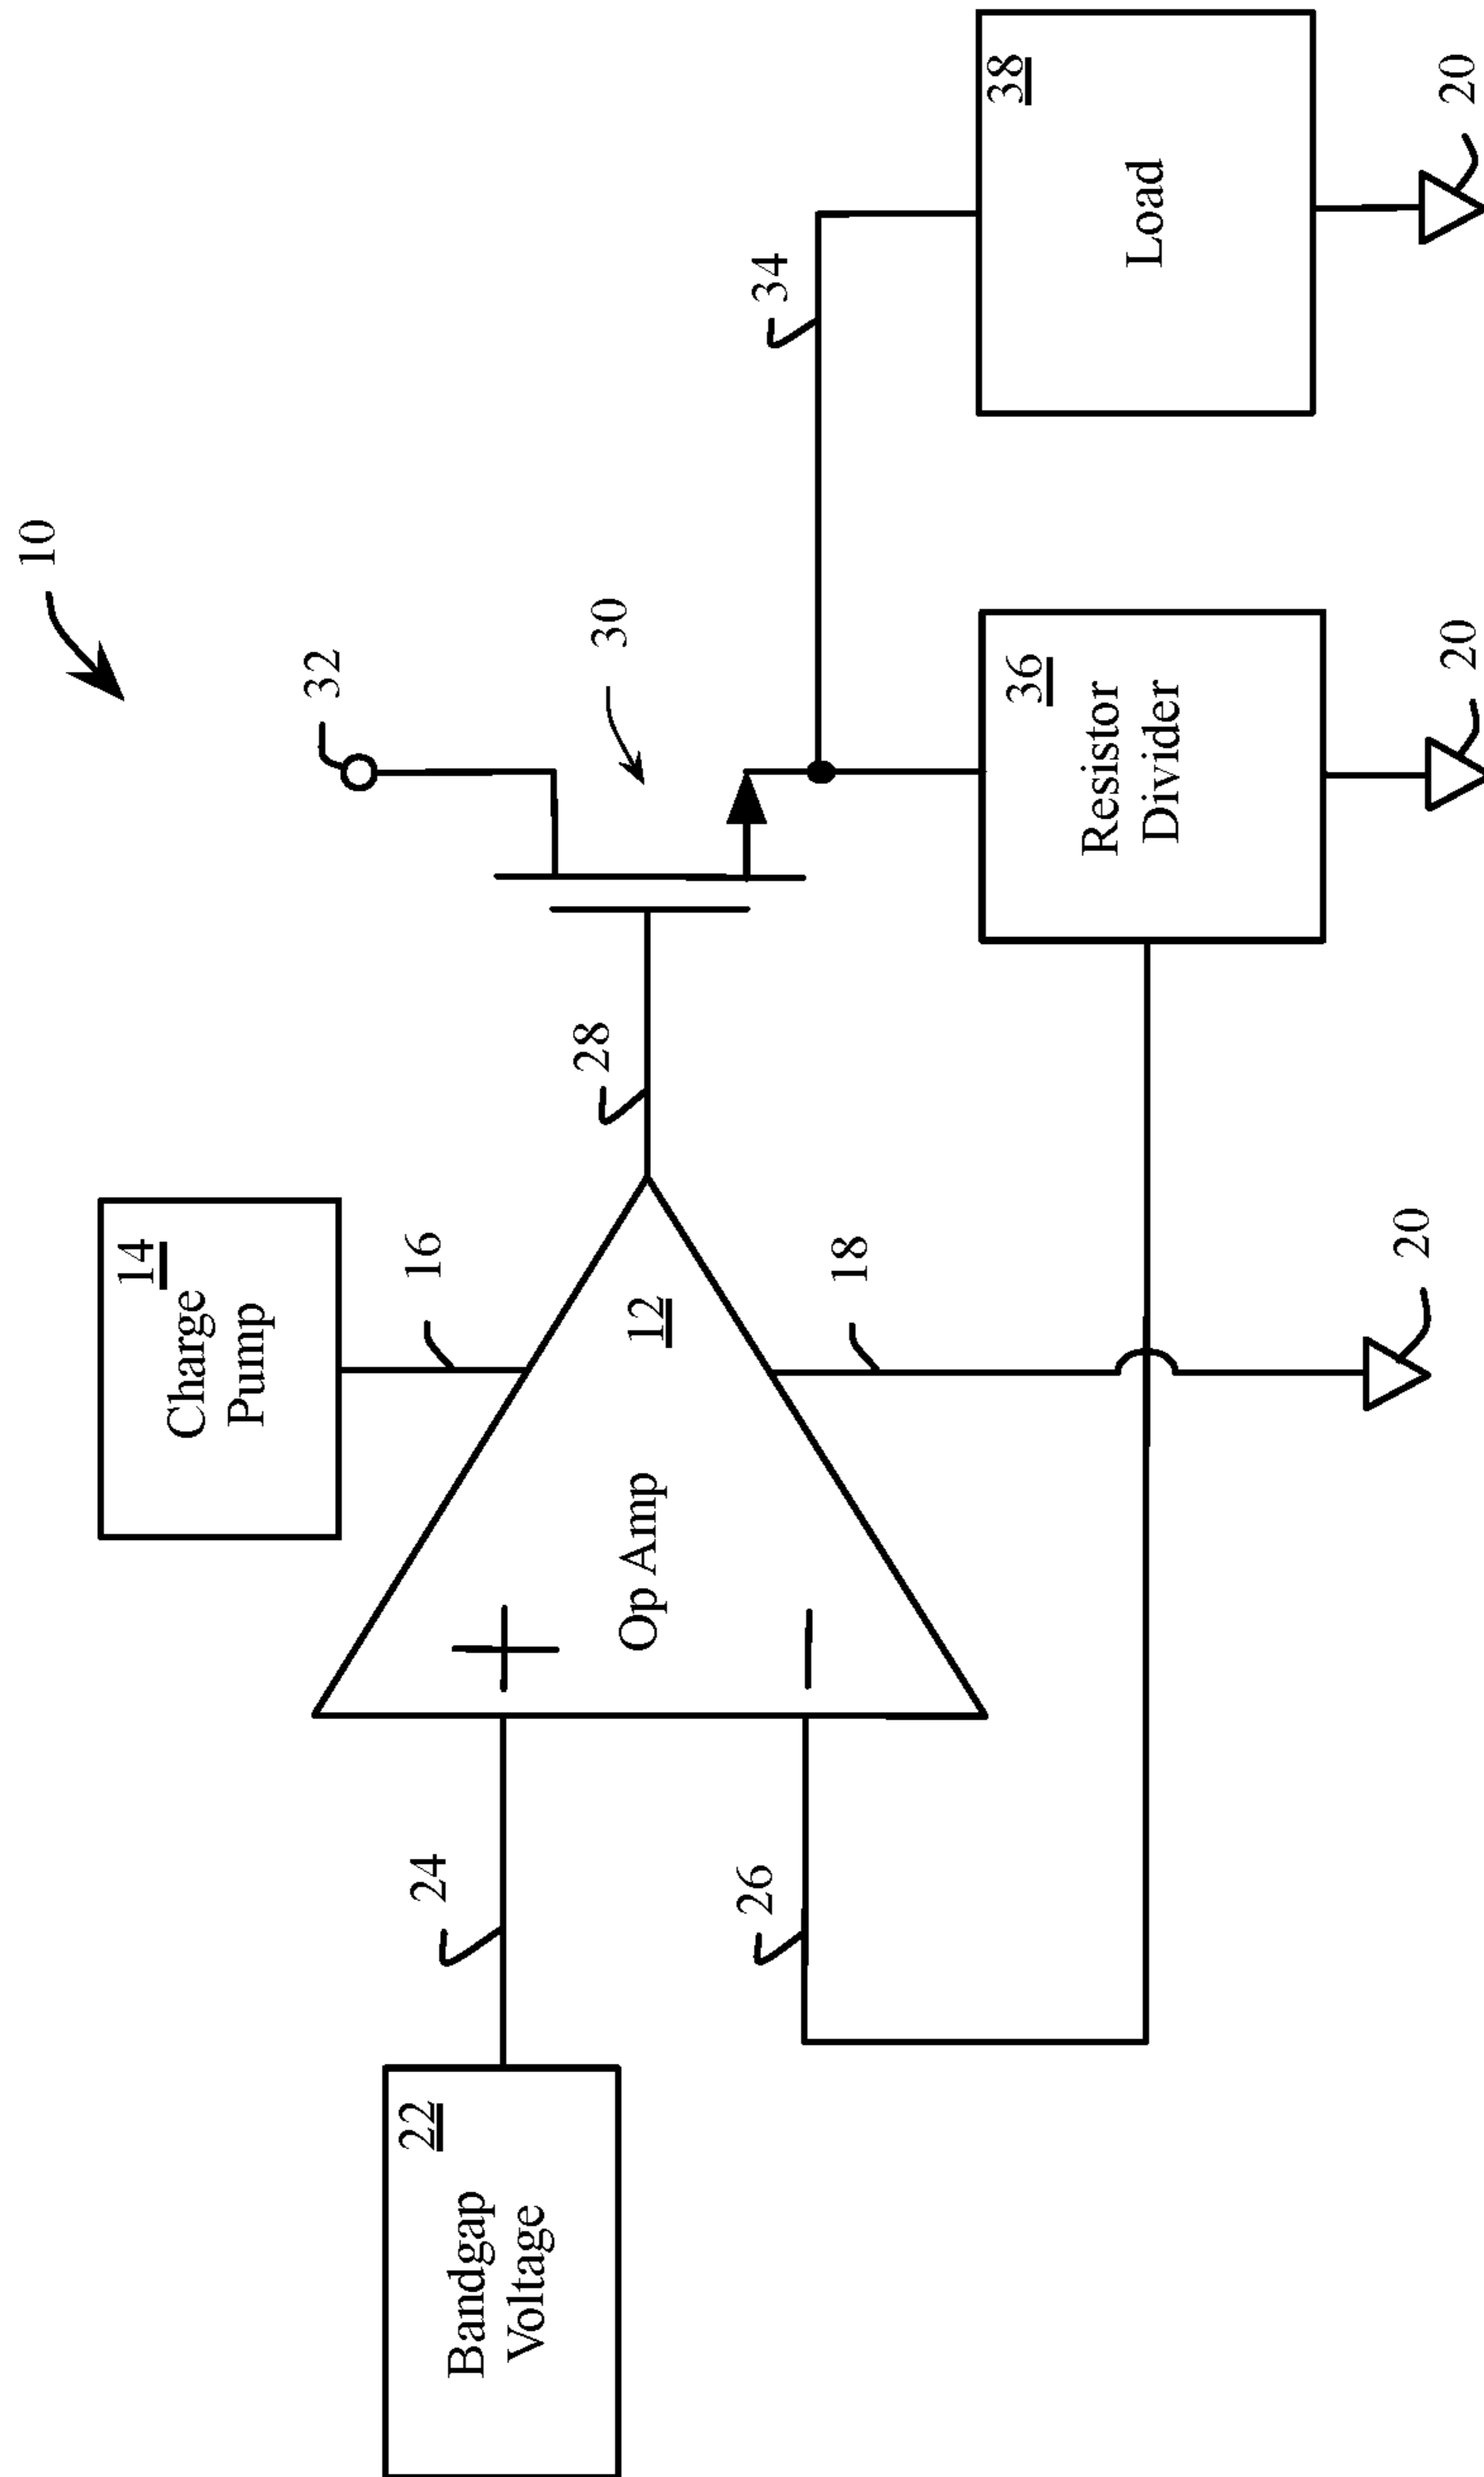 10
14
Charge
Pump
32
16
30
28
22
Bandgap
Voltage
24
+
Op Amp
12
−
26
18
34
36
Resistor
Divider
38
Load
20
20
20